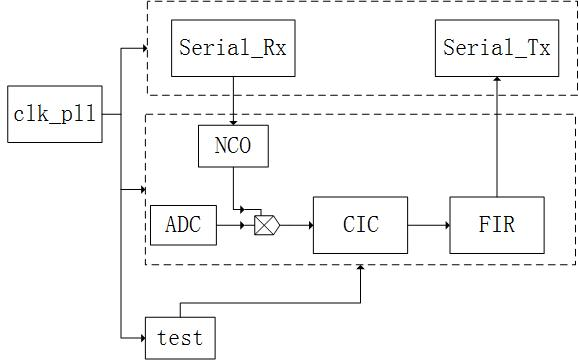 Serial_Rx
Serial_Tx
clk_pll
NCO
ADC
CIC
FIR
test